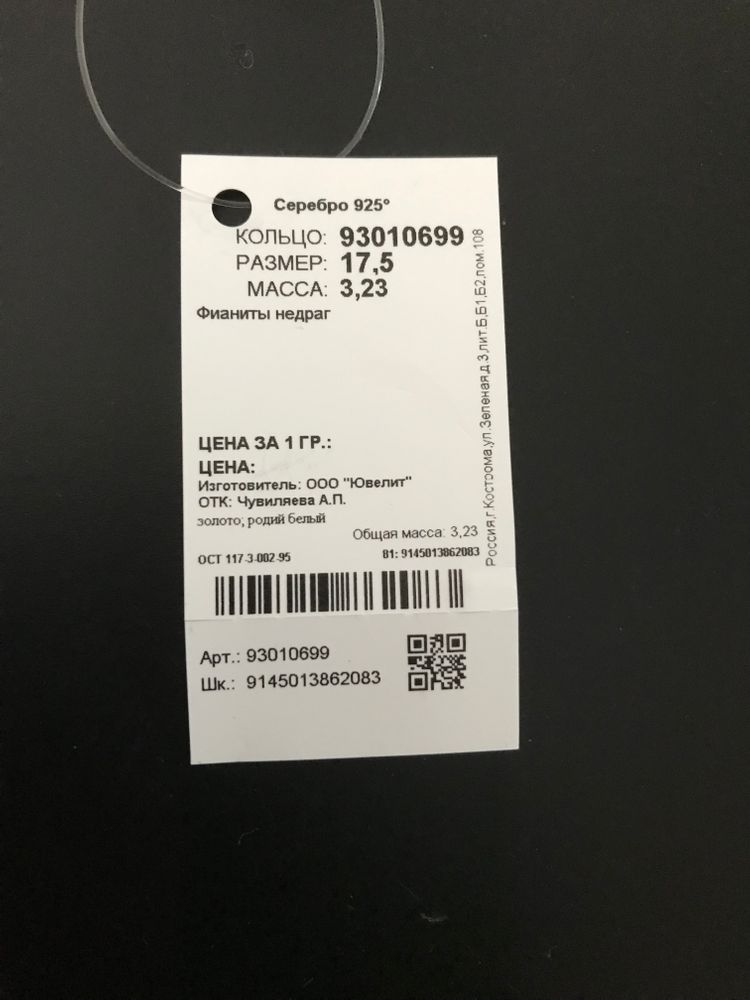 Серебро 925°
КОЛЬЦО: 93010699
РАЗМЕР: 17,5
МАССА: 3,23
Фианиты недраг
ЦЕНА ЗА 1 ГР.:
ЦЕНА:
Изготовитель: ООО "Ювелит"
ОТК: Чувиляева А.П.
золото; родий белый
Общая масса: 3,23
ОСТ 117-3-002-95 81: 9145013862083
Россия,г.Кострома,ул.Зеленая,д.3,лит.Б,Б1,Б2,пом.108
Арт.: 93010699
Шк.: 9145013862083